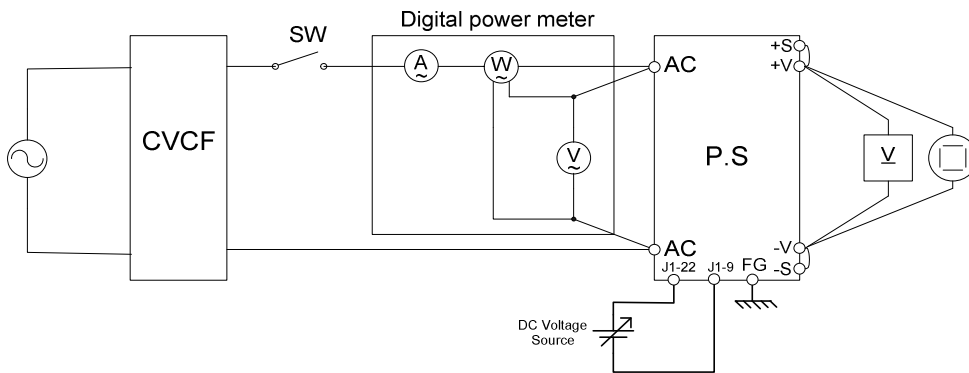 Digital power meter
SW
A
W
V
CVCF
AC
AC
P.S
+S
+V
V
-V
-S
J1-22
J1-9
FG
DC Voltage
Source